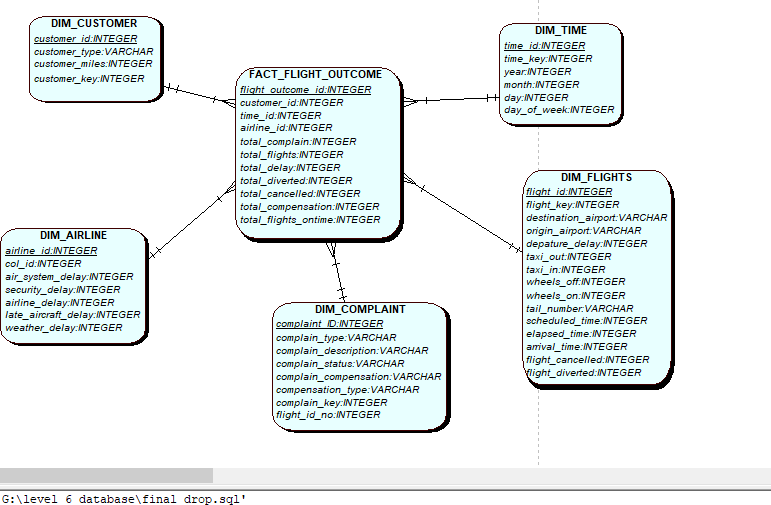 DIM_CUSTOMER
customer_id:INTEGER
customer_type:VARCHAR
customer_miles:INTEGER
customer_key:INTEGER
FACT_FLIGHT_OUTCOME
flight_outcome_id:INTEGER
customer_id:INTEGER
time_id:INTEGER
airline_id:INTEGER
total_complain:INTEGER
total_flights:INTEGER
total_delay:INTEGER
total_diverted:INTEGER
total_cancelled:INTEGER
total_compensation:INTEGER
total_flights_ontime:INTEGER
DIM_TIME
time_id:INTEGER
time_key:INTEGER
year:INTEGER
month:INTEGER
day:INTEGER
day_of_week:INTEGER
DIM_FLIGHTS
flight_id:INTEGER
flight_key:INTEGER
destination_airport:VARCHAR
origin_airport:VARCHAR
depature_delay:INTEGER
taxi_out:INTEGER
taxi_in:INTEGER
wheels_off:INTEGER
wheels_on:INTEGER
tail_number:VARCHAR
scheduled_time:INTEGER
elapsed_time:INTEGER
arrival_time:INTEGER
flight_cancelled:INTEGER
flight_diverted:INTEGER
DIM_AIRLINE
airline_id:INTEGER
col_id:INTEGER
air_system_delay:INTEGER
security_delay:INTEGER
airline_delay:INTEGER
late_aircraft_delay:INTEGER
weather_delay:INTEGER
DIM_COMPLAINT
complaint_ID:INTEGER
complain_type:VARCHAR
complain_description:VARCHAR
complain_status:VARCHAR
complain_compensation:VARCHAR
compensation_type:VARCHAR
complain_key:INTEGER
flight_id_no:INTEGER
G:\level 6 database\final drop.sql'